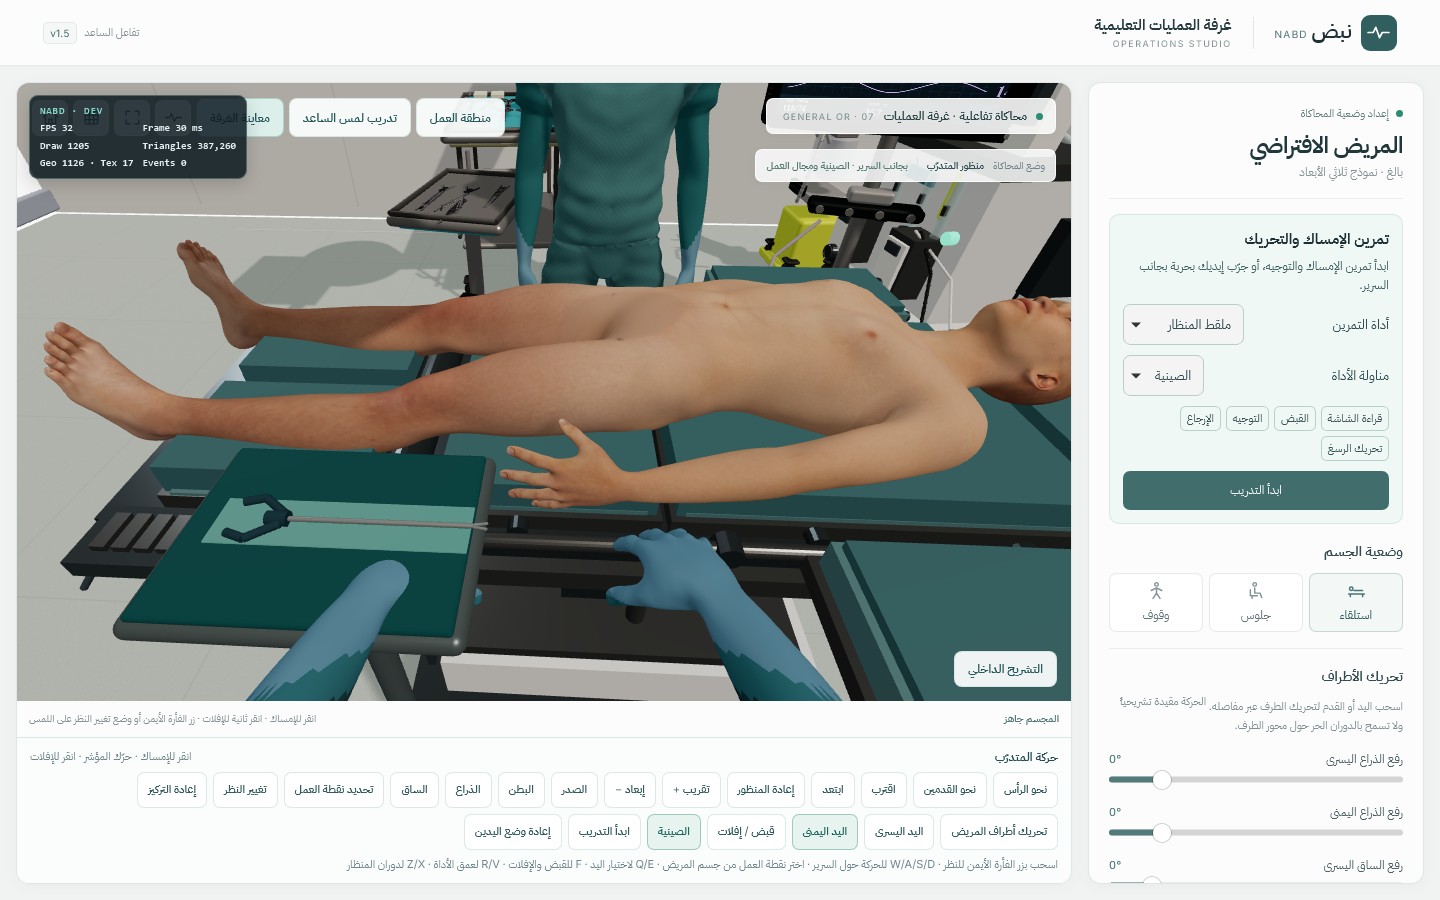 نبض NABD
غرفة العمليات التعليمية
OPERATIONS STUDIO
تفاعل الساعد v1.5
إعداد وضعية المحاكاة
المريض الافتراضي
بالغ · نموذج ثلاثي الأبعاد
تمرين الإمساك والتحريك
ابدأ تمرين الإمساك والتوجيه، أو جرّب إيديك بحرية بجانب
السرير.
أداة التمرين
ملقط المنظار
مناولة الأداة
الصينية
قراءة الشاشة القبض التوجيه الإرجاع
تحريك الرسغ
ابدأ التدريب
وضعية الجسم
استلقاء جلوس وقوف
تحريك الأطراف
اسحب اليد أو القدم لتحريك الطرف عبر مفاصله. الحركة مقيدة تشريحياً
ولا تسمح بالدوران الحر حول محور الطرف.
رفع الذراع اليسرى 0°
رفع الذراع اليمنى 0°
رفع الساق اليسرى 0°
محاكاة تفاعلية · غرفة العمليات GENERAL OR · 07
وضع المحاكاة منظور المتدرّب بجانب السرير · الصينية ومجال العمل
منطقة العمل تدريب لمس الساعد معاينة الغرفة
NABD · DEV
FPS 32 Frame 30 ms
Draw 1205 Triangles 387,260
Geo 1126 · Tex 17 Events 0
التشريح الداخلي
المجسم جاهز
انقر للإمساك · انقر ثانية للإفلات · زر الفأرة الأيمن أو وضع تغيير النظر على اللمس
حركة المتدرّب
انقر للإمساك · حرّك المؤشر · انقر للإفلات
نحو الرأس نحو القدمين اقترب ابتعد إعادة المنظور تقريب + إبعاد − الصدر البطن الذراع الساق تحديد نقطة العمل تغيير النظر إعادة التركيز
تحريك أطراف المريض اليد اليسرى اليد اليمنى قبض / إفلات الصينية ابدأ التدريب إعادة وضع اليدين
اسحب بزر الفأرة الأيمن للنظر · W/A/S/D للحركة حول السرير · اختر نقطة العمل من جسم المريض · Q/E لاختيار اليد · F للقبض والإفلات · R/V لعمق الأداة · Z/X لدوران المنظار